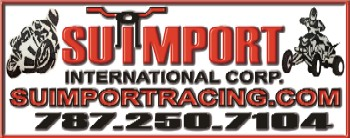 SUIMPORT
INTERNATIONAL CORP.
SUIMPORTRACING.COM
787.250.7104